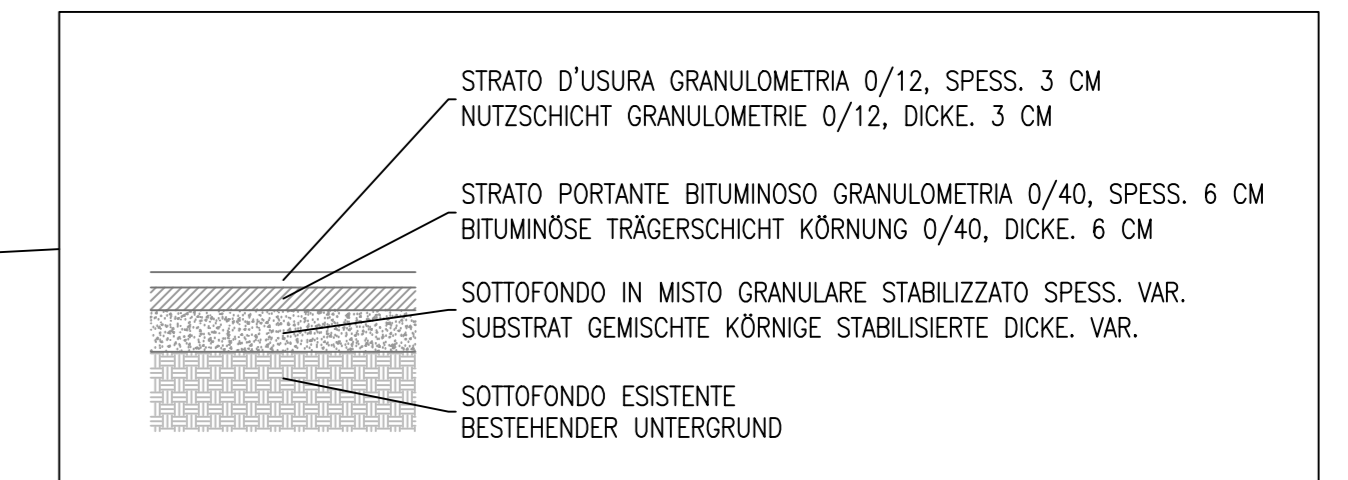 STRATO D'USURA GRANULOMETRIA 0/12, SPESS. 3 CM
NUTZSCHICHT GRANULOMETRIE 0/12, DICKE. 3 CM
STRATO PORTANTE BITUMINOSO GRANULOMETRIA 0/40, SPESS. 6 CM
BITUMINÖSE TRÄGERSCHICHT KÖRNUNG 0/40, DICKE. 6 CM
SOTTOFONDO IN MISTO GRANULARE STABILIZZATO SPESS. VAR.
SUBSTRAT GEMISCHTE KÖRNIGE STABILISIERTE DICKE. VAR.
SOTTOFONDO ESISTENTE
BESTEHENDER UNTERGRUND